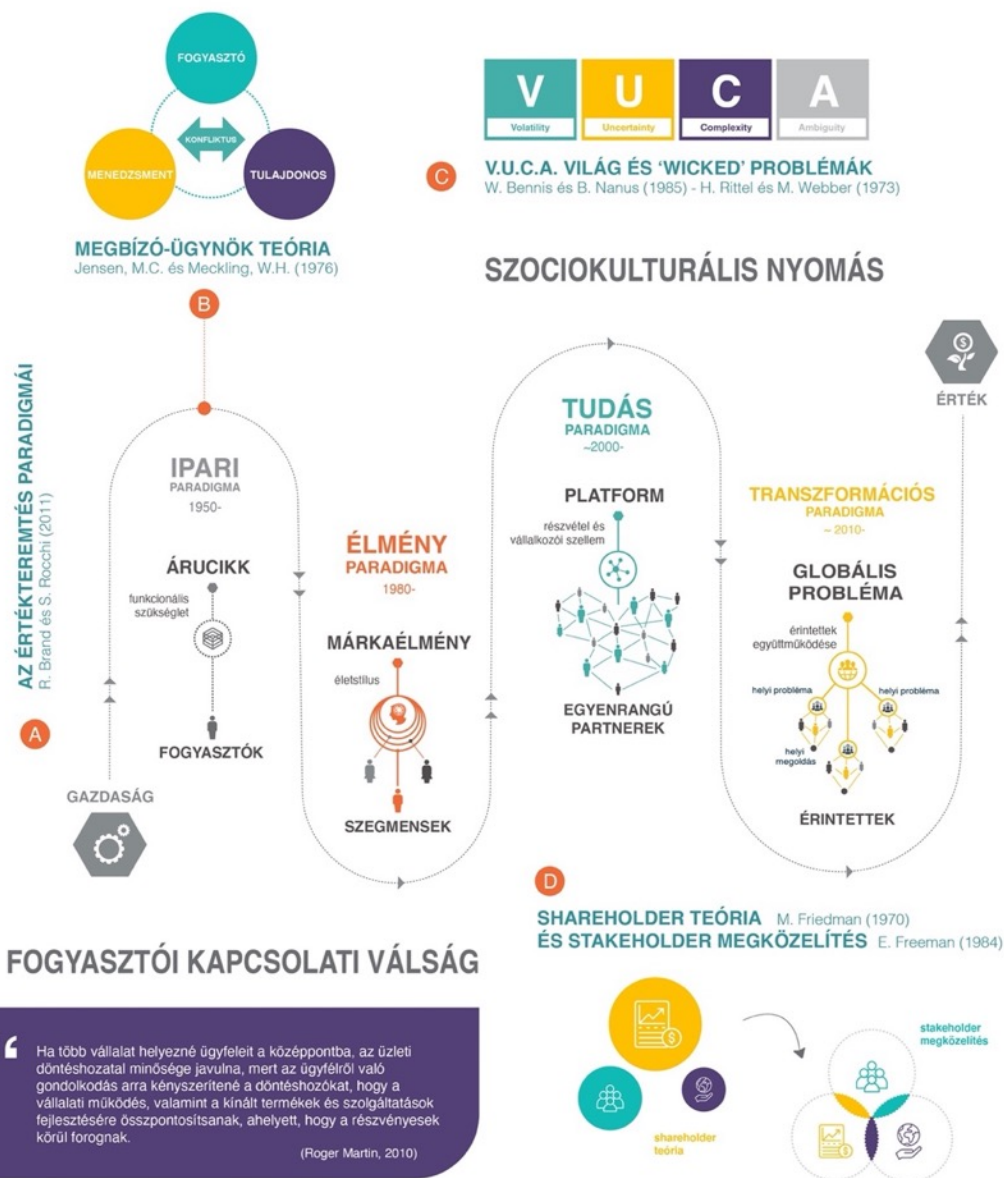 FOGYASZTÓ
KONFLIKTUS
MENEDZSMENT
TULAJDONOS
MEGBÍZÓ-ÜGYNÖK TEÓRIA
Jensen, M.C. és Meckling, W.H. (1976)
B
V
U
C
A
Volatility
Uncertainty
Complexity
Ambiguity
C
V.U.C.A. VILÁG ÉS ‘WICKED’ PROBLÉMÁK
W. Bennis és B. Nanus (1985) - H. Rittel és M. Webber (1973)
SZOCIOKULTURÁLIS NYOMÁS
AZ ÉRTÉKTEREMTÉS PARADIGMÁI
R. Brand és S. Rocchi (2011)
A
GAZDASÁG
IPARI
PARADIGMA
1950-
ÁRUCIKK
funkcionális
szükséglet
FOGYASZTÓK
ÉLMÉNY
PARADIGMA
1980-
MÁRKAÉLMÉNY
életstílus
SZEGMENSEK
TUDÁS
PARADIGMA
~2000-
PLATFORM
részvétel és
vállalkozói szellem
EGYENRANGÚ
PARTNEREK
TRANSZFORMÁCIÓS
PARADIGMA
~ 2010-
GLOBÁLIS
PROBLÉMA
érintettek
együttműködése
helyi probléma
helyi probléma
helyi
megoldás
ÉRINTETTEK
$
ÉRTÉK
D
SHAREHOLDER TEÓRIA M. Friedman (1970)
ÉS STAKEHOLDER MEGKÖZELÍTÉS E. Freeman (1984)
$
shareholder
teória
stakeholder
megközelítés
$
FOGYASZTÓI KAPCSOLATI VÁLSÁG
“ Ha több vállalat helyezné ügyfeleit a középpontba, az üzleti
döntéshozatal minősége javulna, mert az ügyfélről való
gondolkodás arra kényszerítené a döntéshozókat, hogy a
vállalati működés, valamint a kínált termékek és szolgáltatások
fejlesztésére összpontosítsanak, ahelyett, hogy a részvényesek
körül forognak.
(Roger Martin, 2010)